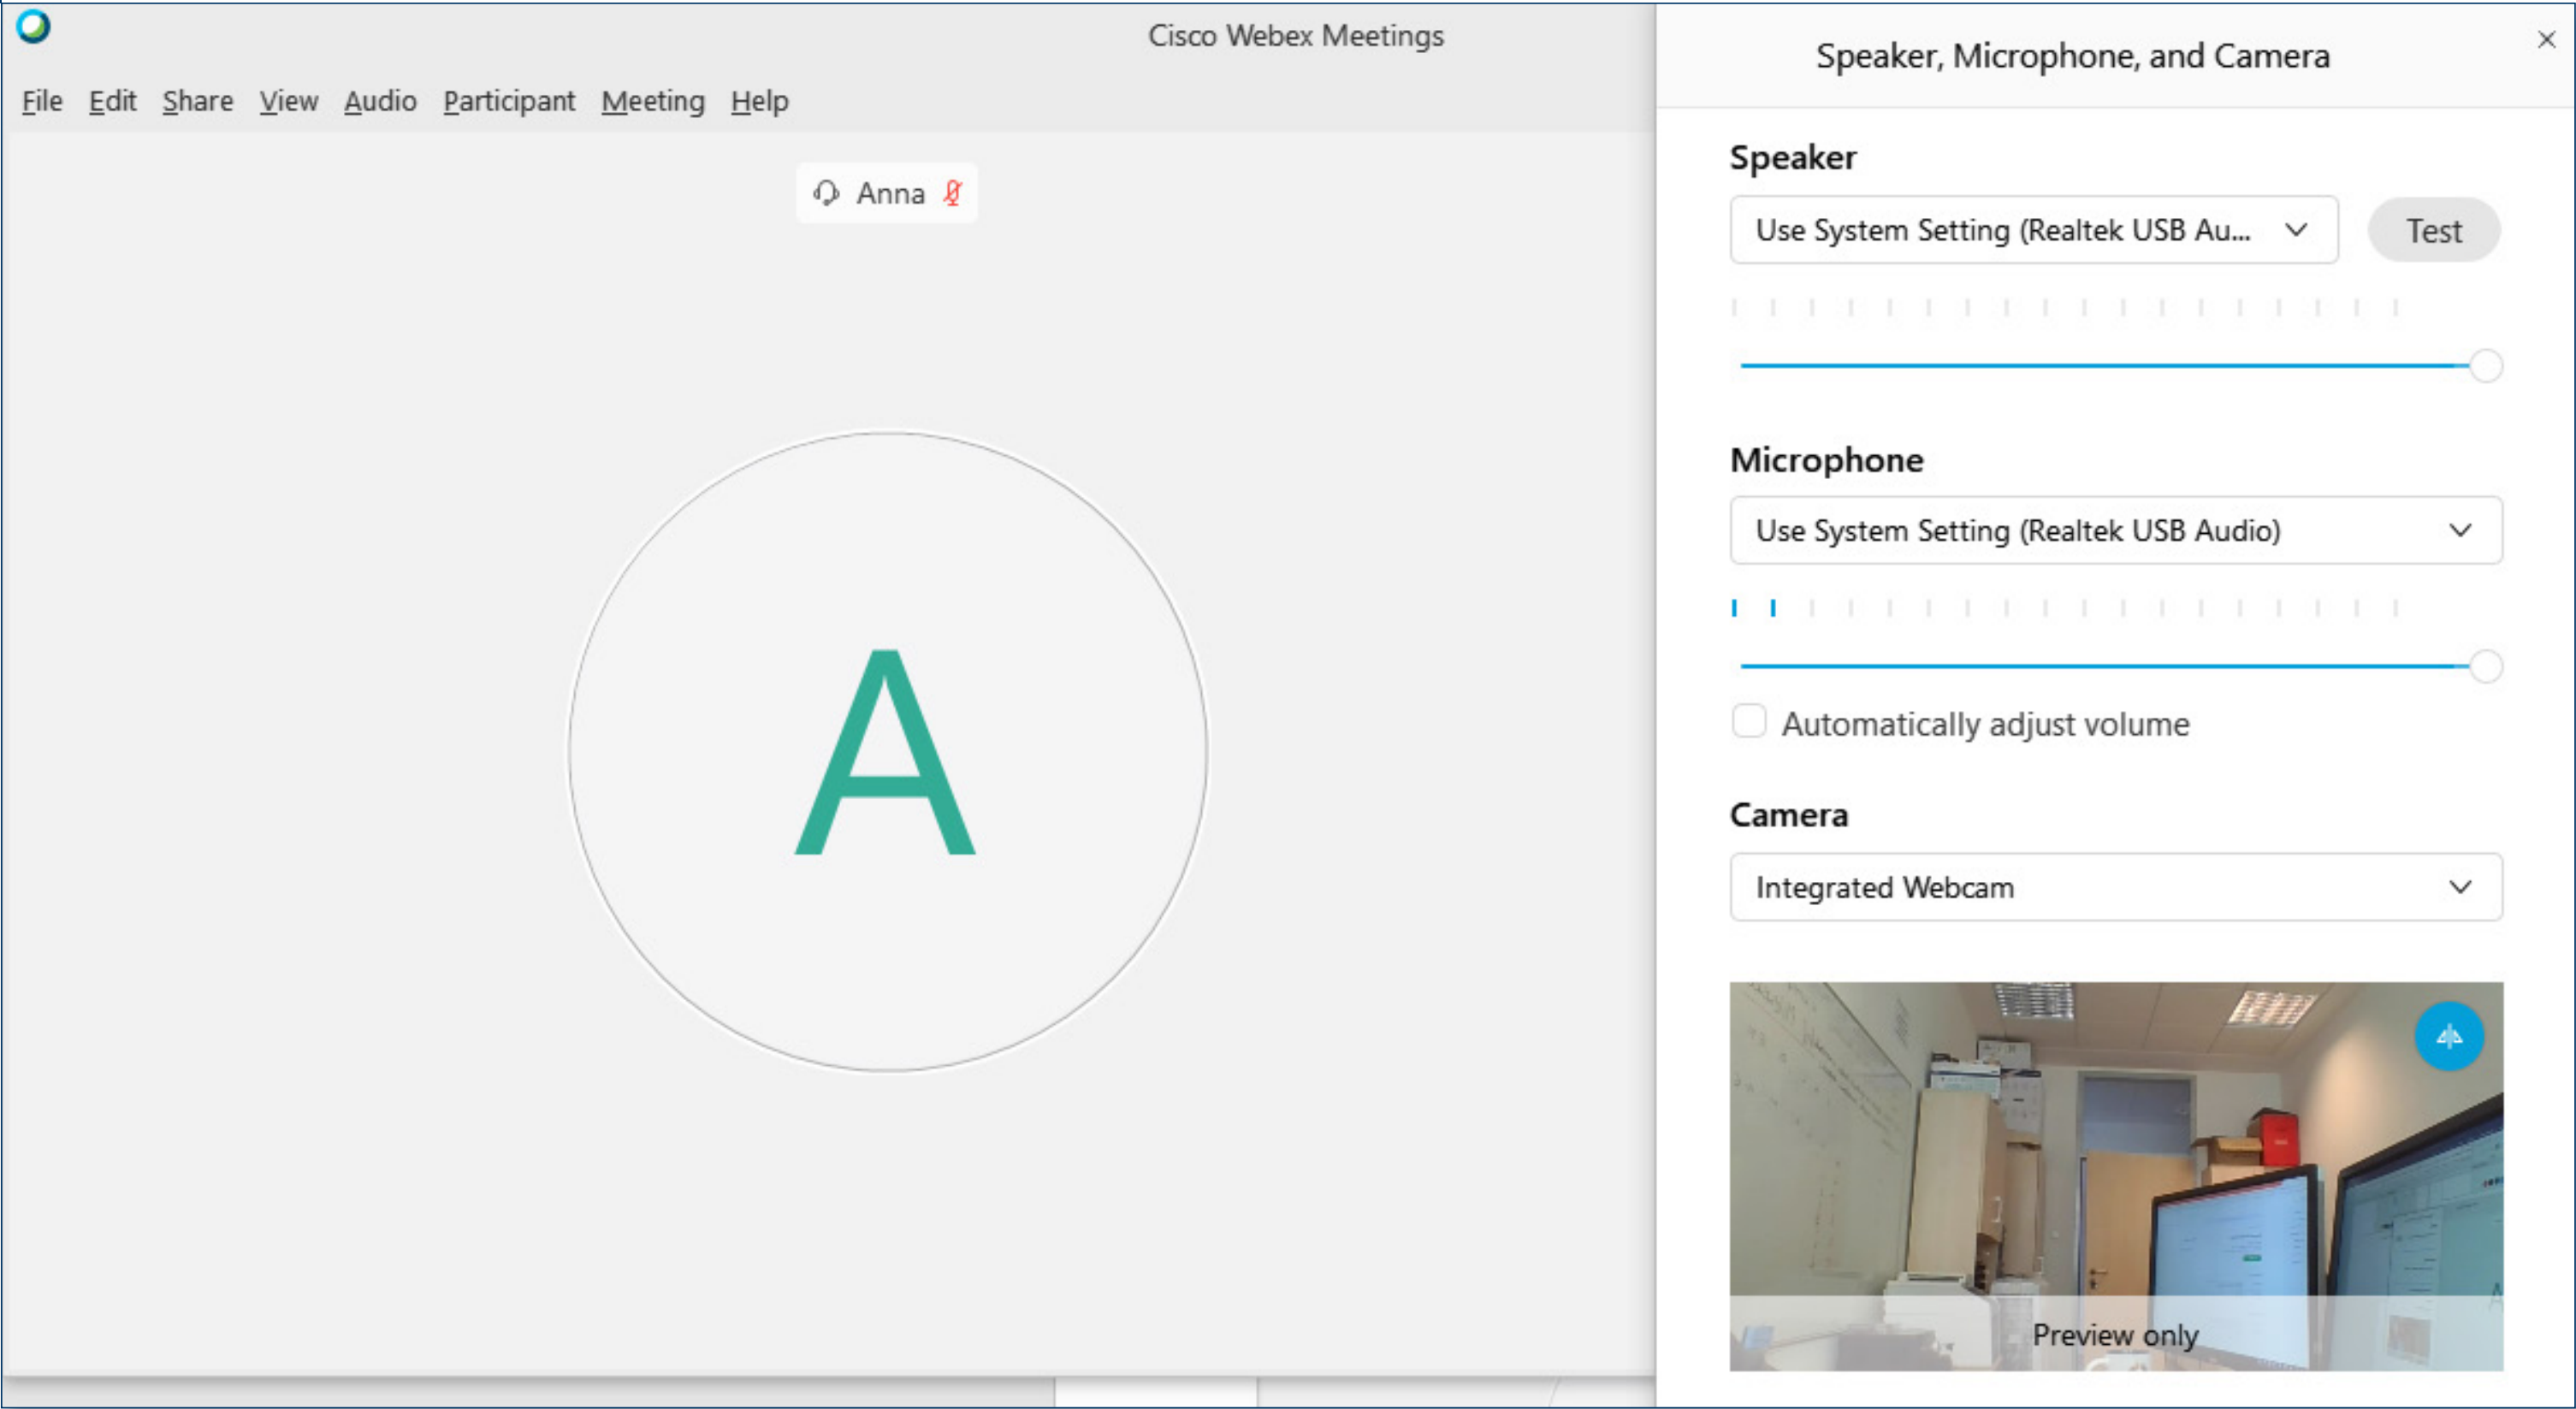 Cisco Webex Meetings
File Edit Share View Audio Participant Meeting Help
Anna
A
Speaker, Microphone, and Camera
Speaker
Use System Setting (Realtek USB Au...
Test
Microphone
Use System Setting (Realtek USB Audio)
Automatically adjust volume
Camera
Integrated Webcam
Preview only